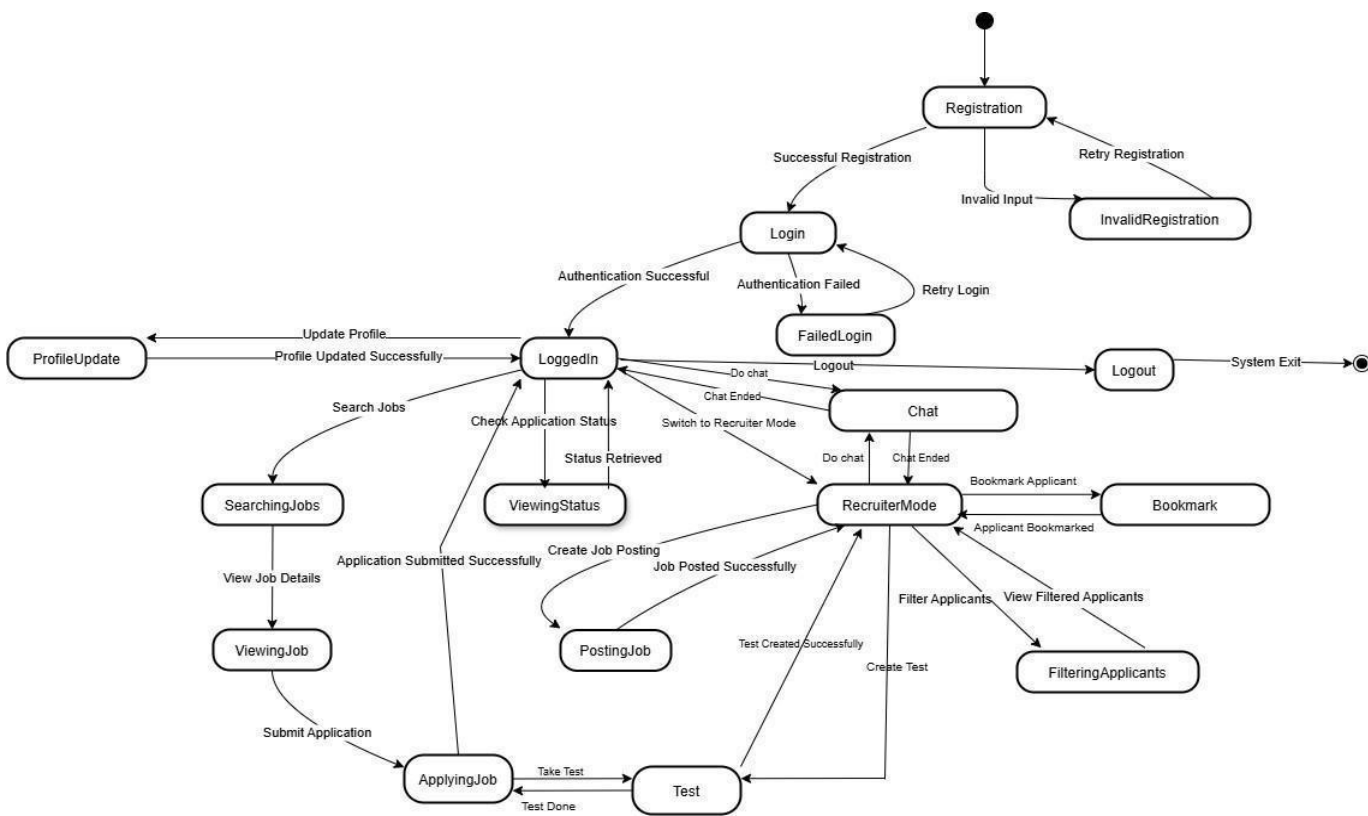 Registration
Successful Registration
Retry Registration
Invalid Input
InvalidRegistration
Login
Authentication Successful
Authentication Failed
Retry Login
FailedLogin
Update Profile
ProfileUpdate
Profile Updated Successfully
LoggedIn
Logout
Logout
System Exit
Do chat
Chat Ended
Chat
Search Jobs
Check Application Status
Switch to Recruiter Mode
Status Retrieved
Do chat
Chat Ended
SearchingJobs
ViewingStatus
RecruiterMode
Bookmark Applicant
Bookmark
Applicant Bookmarked
Application Submitted Successfully
Create Job Posting
Job Posted Successfully
View Job Details
Filter Applicants
View Filtered Applicants
ViewingJob
PostingJob
Test Created Successfully
Create Test
FilteringApplicants
Submit Application
ApplyingJob
Take Test
Test
Test Done